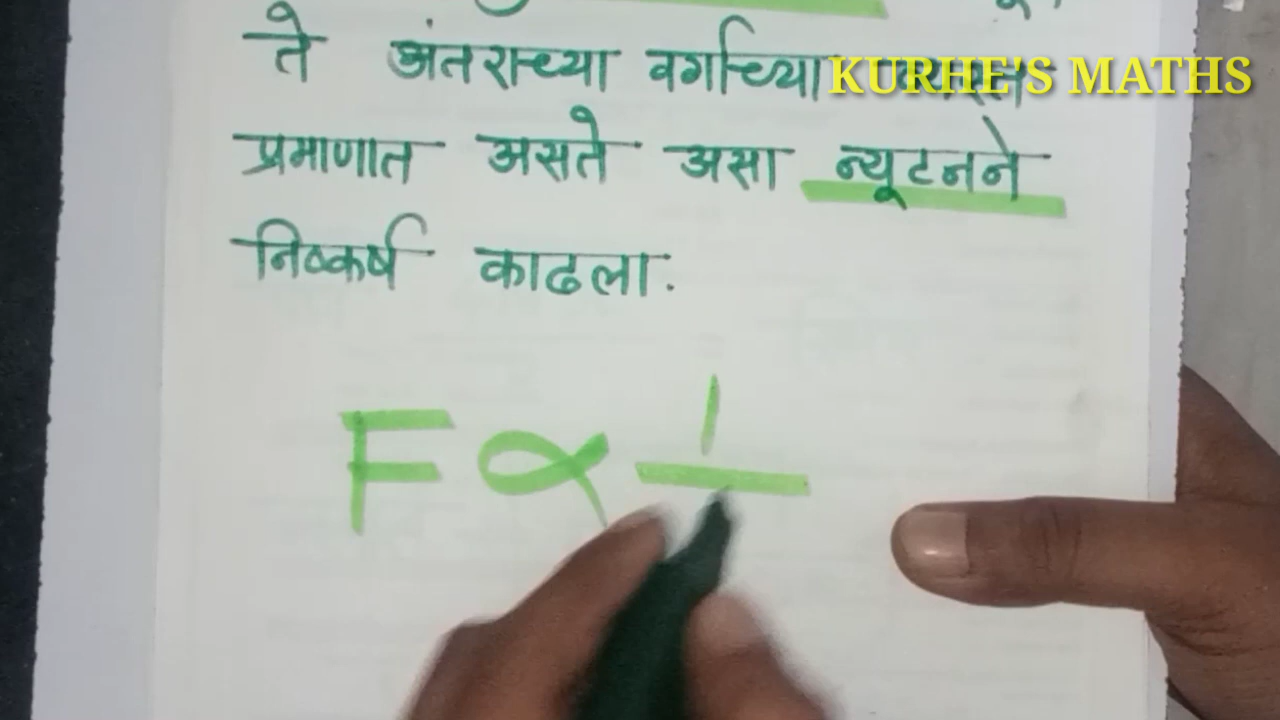 ते अंतराच्या वर्गाच्या
KURHE'S MATHS
प्रमाणात असते असा न्यूटनने
निष्कर्ष काढला.
F ∝ 1